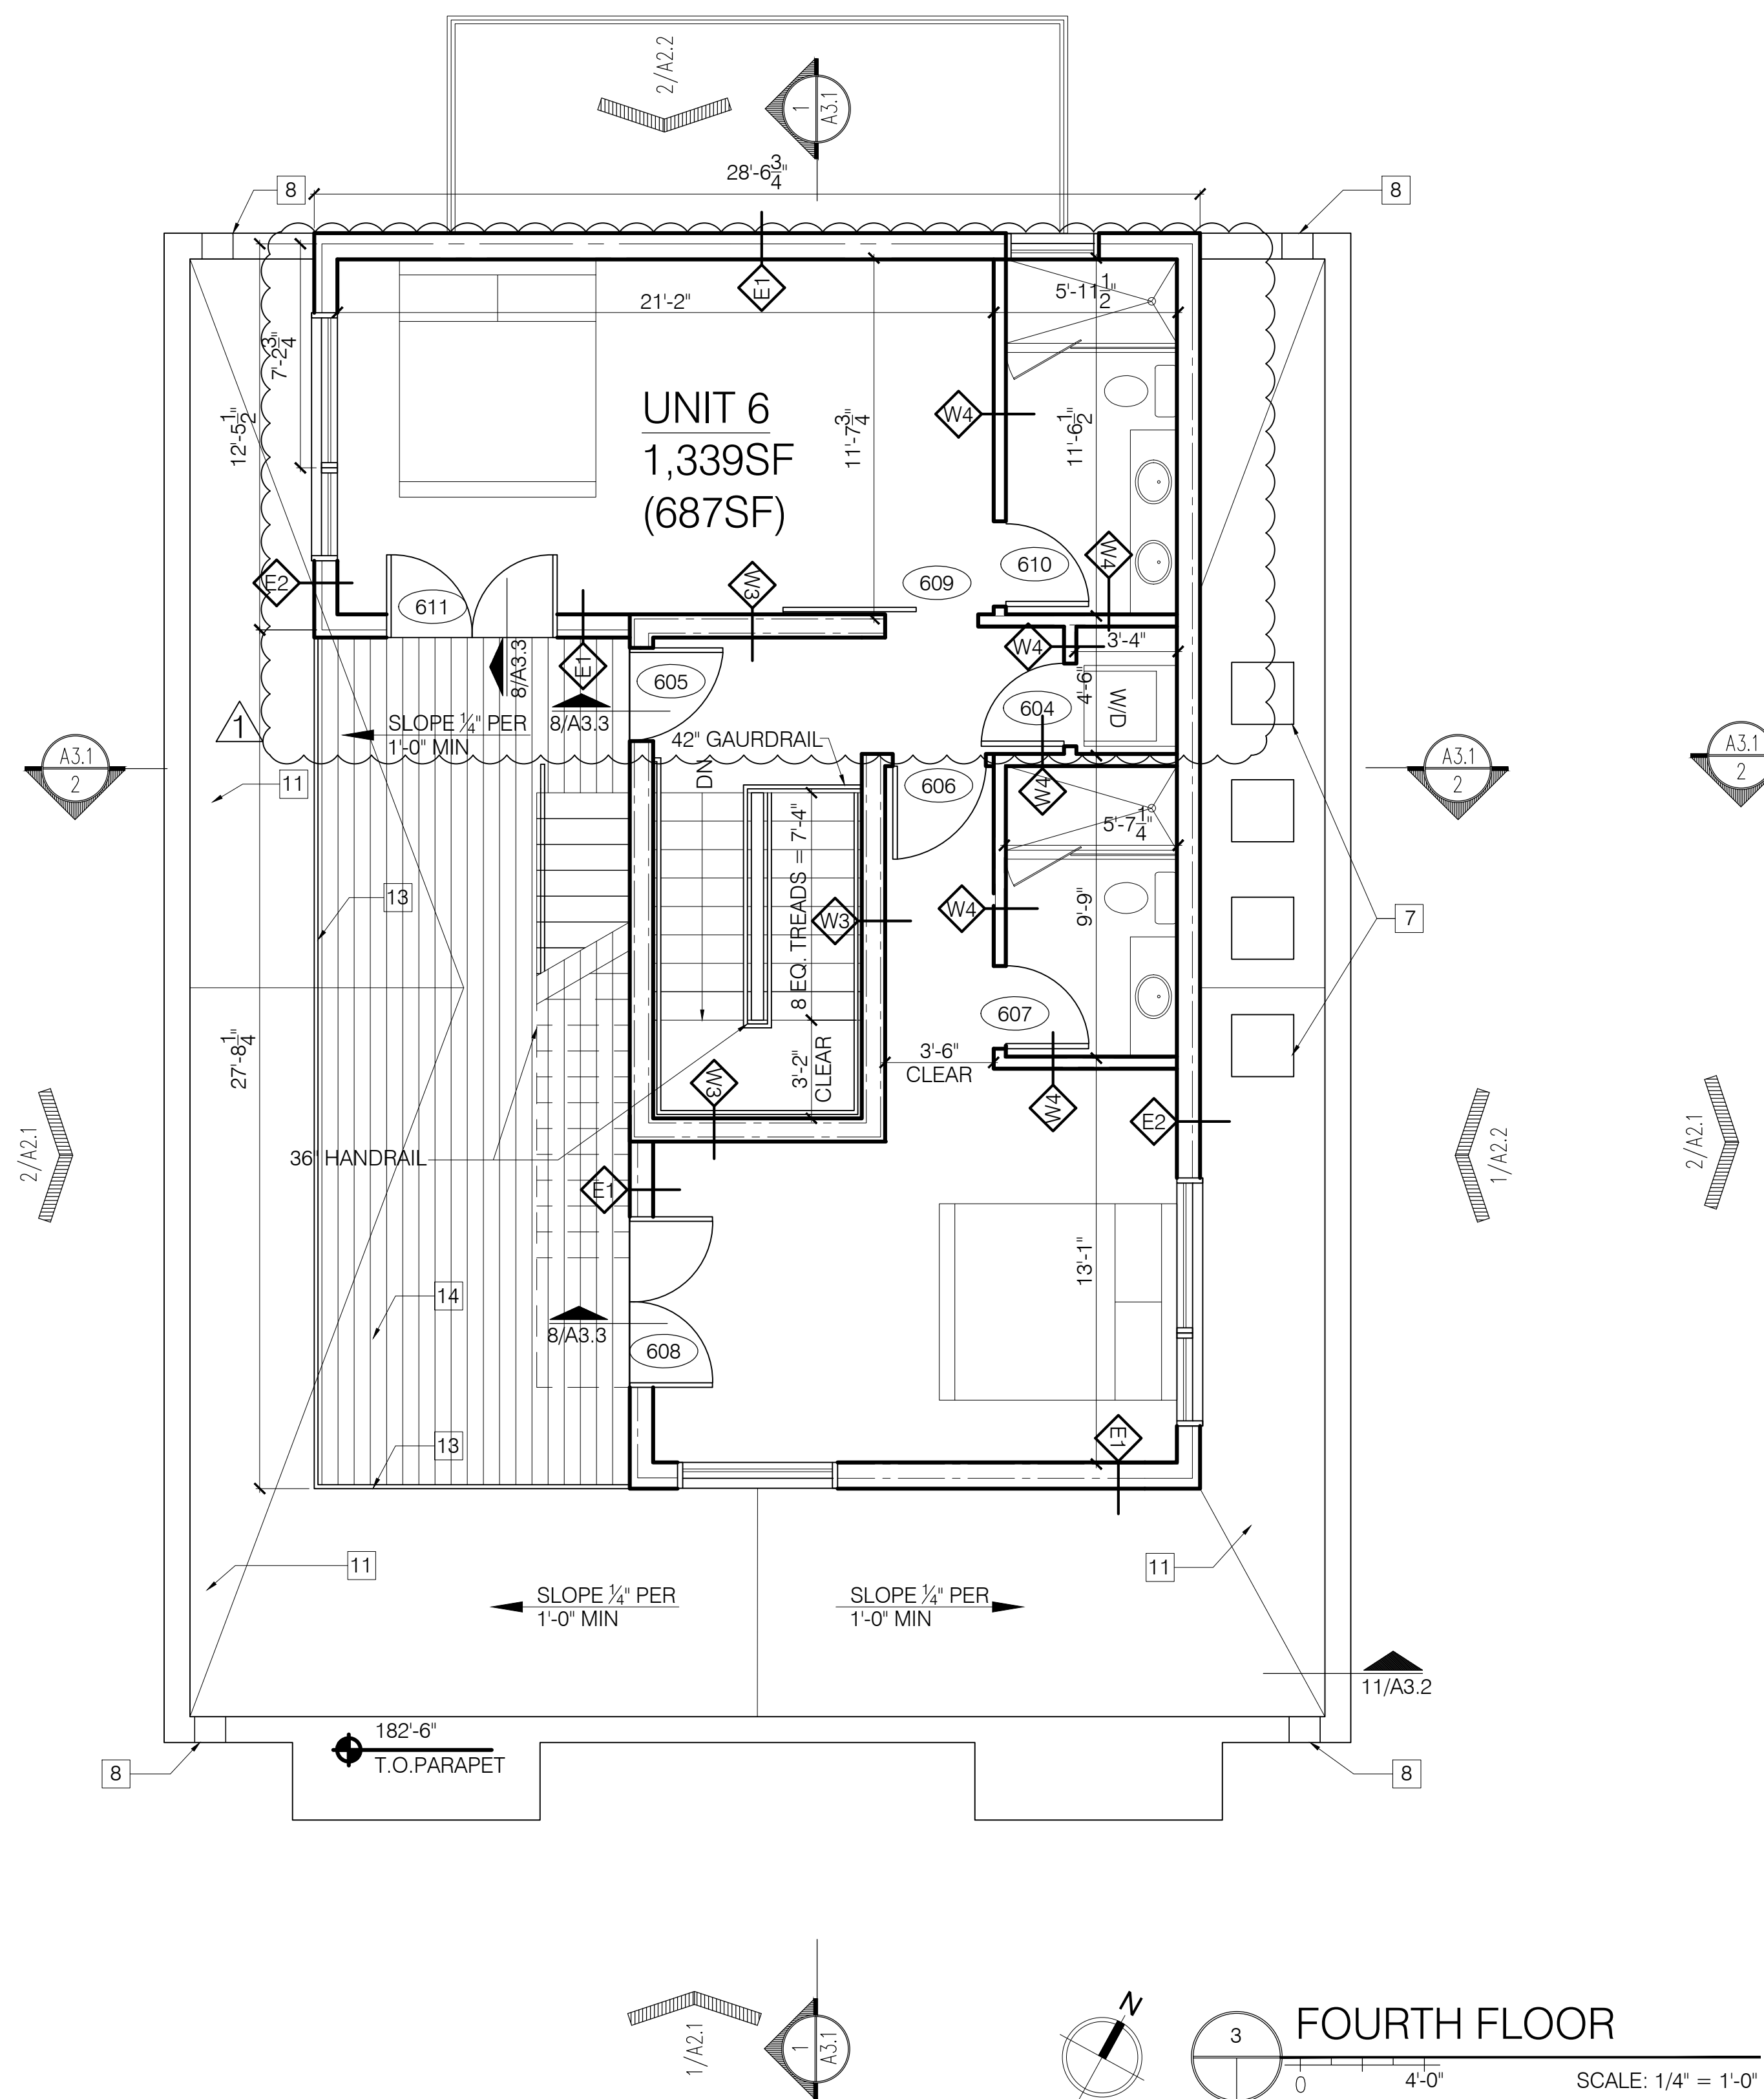 2/A2.2
1
A3.1
28'-6 3/4"
8
8
E1
21'-2"
5'-11 1/2"
7'-2 3/4"
12'-5 1/2"
UNIT 6
1,339SF
(687SF)
11'-7 3/4"
W4
11'-6 1/2"
E2
611
W3
609
610
W4
8/A3.3
E1
605
W4
3'-4"
4'-6"
604
W/D
1
SLOPE 1/4" PER
1'-0" MIN
8/A3.3
42" GAURDRAIL
DN
A3.1
2
A3.1
2
A3.1
2
11
606
W4
5'-7 1/4"
8 EQ. TREADS = 7'-4"
13
W3
W4
9'-9"
7
607
27'-8 1/4"
3'-2"
CLEAR
3'-6"
CLEAR
W3
W4
E2
2/A2.1
1/A2.2
2/A2.1
36" HANDRAIL
E1
13'-1"
14
8/A3.3
608
13
E1
11
11
SLOPE 1/4" PER
1'-0" MIN
SLOPE 1/4" PER
1'-0" MIN
11/A3.2
182'-6"
T.O.PARAPET
8
8
1/A2.1
1
A3.1
N
3
FOURTH FLOOR
0
4'-0"
SCALE: 1/4" = 1'-0"